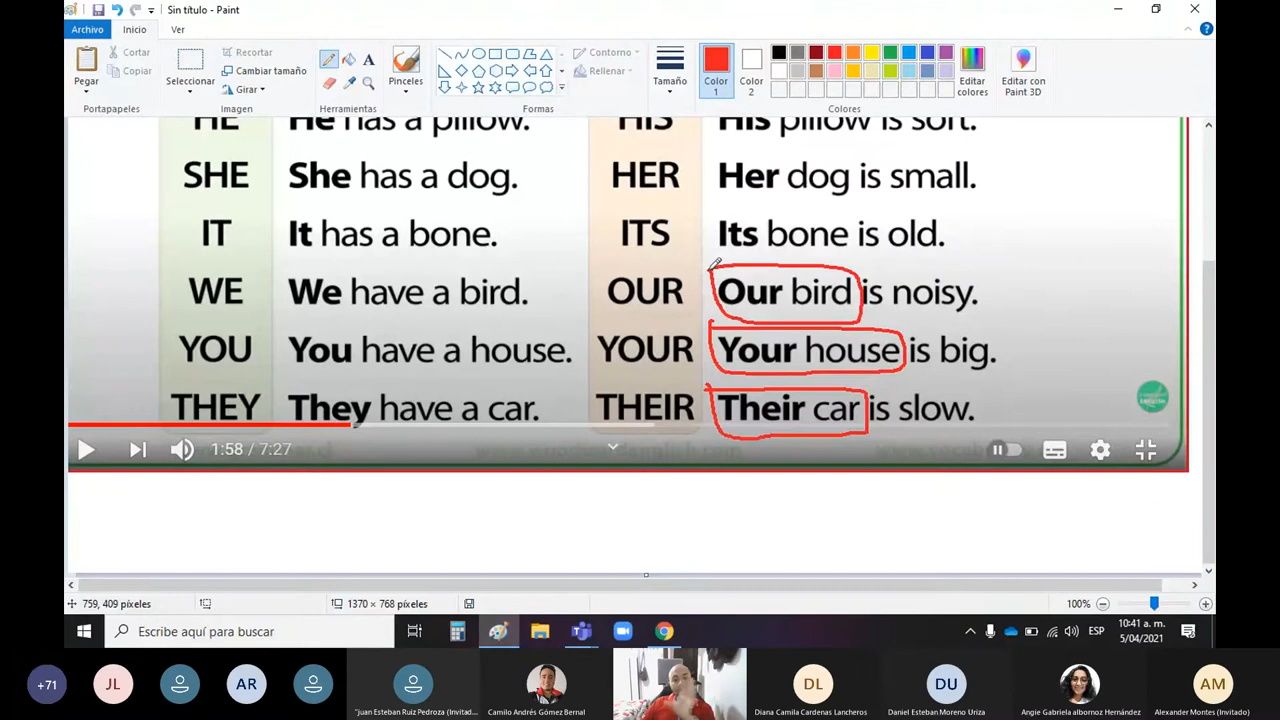 Sin título - Paint
Archivo Inicio Ver
Pegar Cortar Copiar Seleccionar Recortar Cambiar tamaño Girar Pinceles Contorno Rellenar Tamaño Color 1 Color 2 Editar colores Editar con Paint 3D
Portapapeles Imagen Herramientas Formas Colores
HE He has a pillow. HIS His pillow is soft.
SHE She has a dog. HER Her dog is small.
IT It has a bone. ITS Its bone is old.
WE We have a bird. OUR Our bird is noisy.
YOU You have a house. YOUR Your house is big.
THEY They have a car. THEIR Their car is slow.
1:58 / 7:27
759, 409 píxeles 1370 × 768 píxeles 100%
Escribe aquí para buscar ESP 10:41 a. m.
5/04/2021
+71 JL AR DL DU AM
"juan Esteban Ruiz Pedroza (Invitad... Camilo Andrés Gómez Bernal Diana Camila Cardenas Lancheros Daniel Esteban Moreno Uriza Angie Gabriela albornoz Hernández Alexander Montes (Invitado)